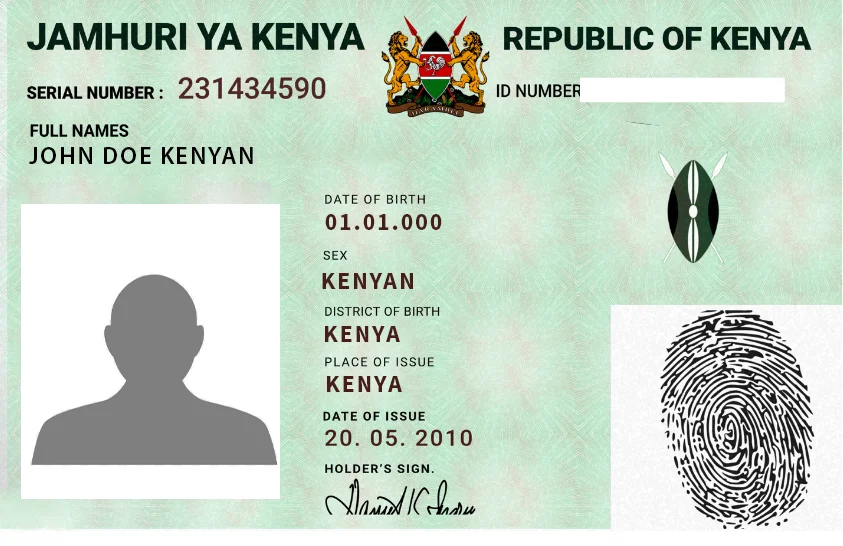 JAMHURI YA KENYA
REPUBLIC OF KENYA
SERIAL NUMBER : 231434590
ID NUMBER
FULL NAMES
JOHN DOE KENYAN
DATE OF BIRTH
01.01.000
SEX
KENYAN
DISTRICT OF BIRTH
KENYA
PLACE OF ISSUE
KENYA
DATE OF ISSUE
20. 05. 2010
HOLDER'S SIGN.